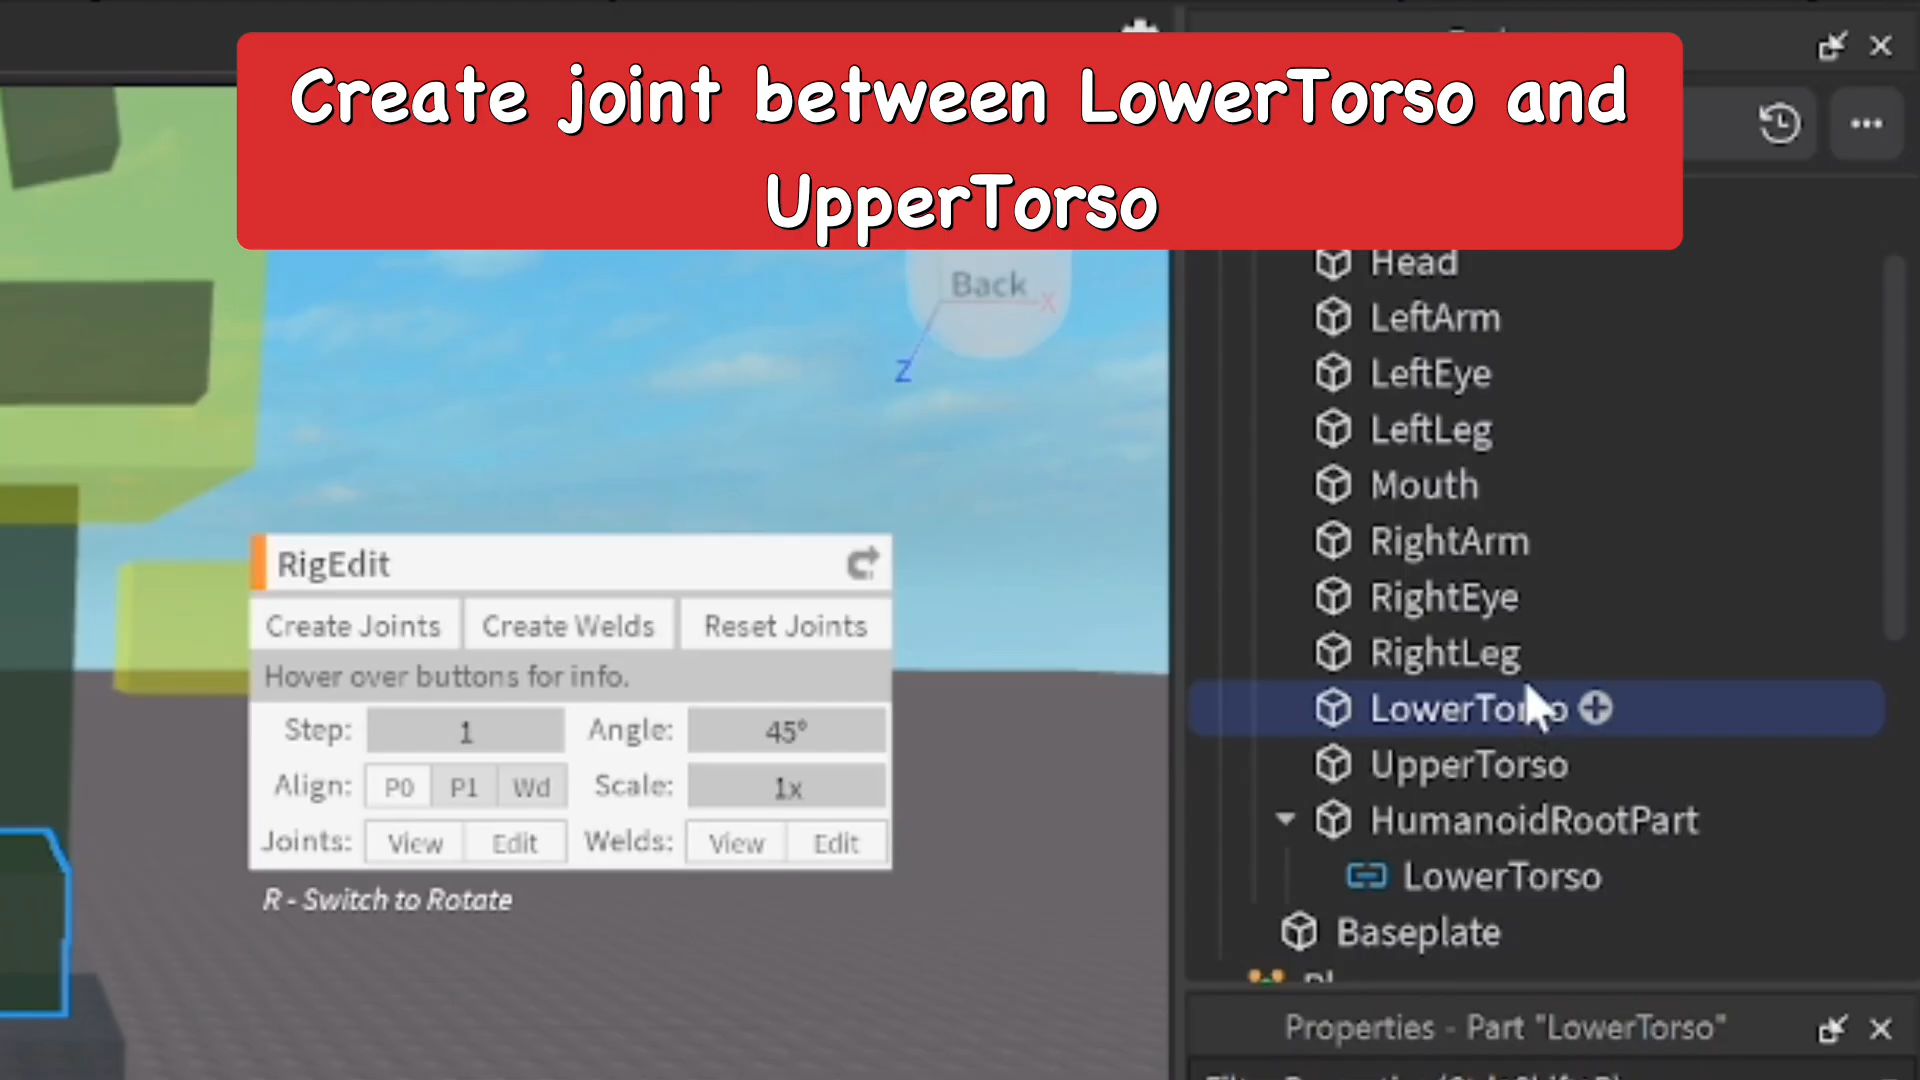 Create joint between LowerTorso and
UpperTorso
Back
X
Z
Head
LeftArm
LeftEye
LeftLeg
Mouth
RightArm
RightEye
RightLeg
LowerTorso
UpperTorso
HumanoidRootPart
LowerTorso
Baseplate
RigEdit
Create Joints Create Welds Reset Joints
Hover over buttons for info.
Step: 1 Angle: 45°
Align: P0 P1 Wd Scale: 1x
Joints: View Edit Welds: View Edit
R - Switch to Rotate
Properties - Part "LowerTorso"